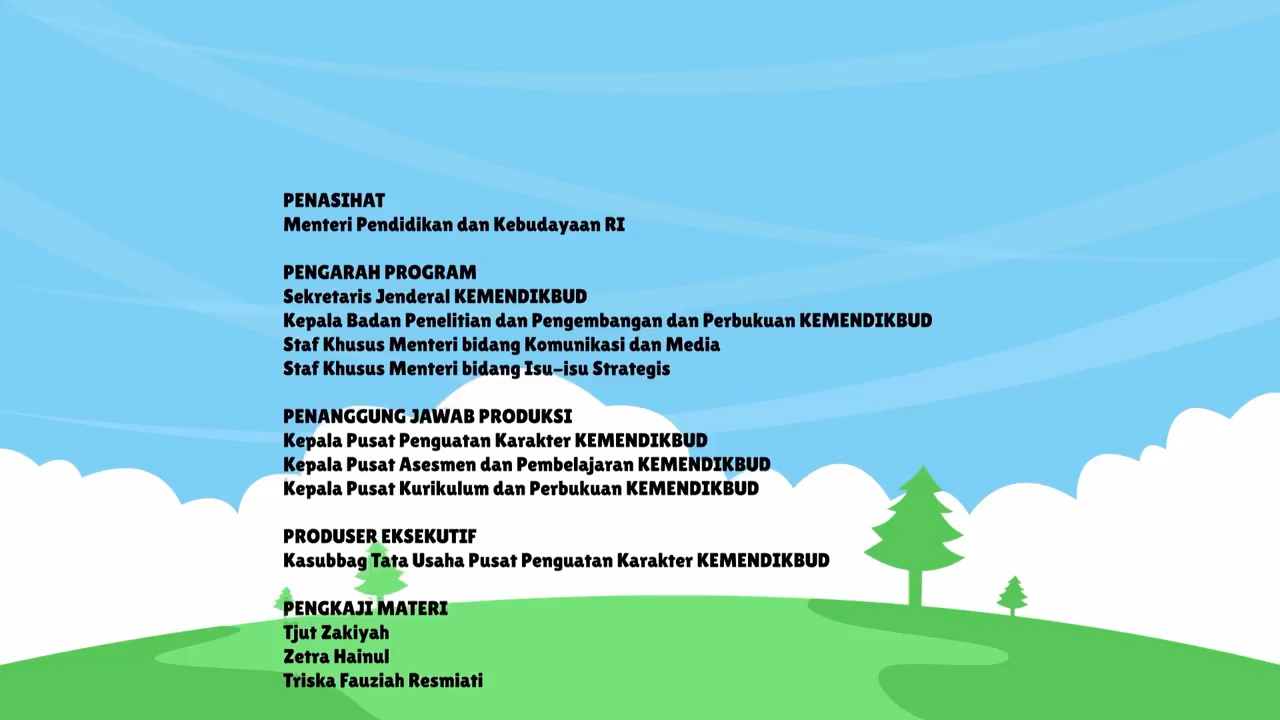 PENASIHAT
Menteri Pendidikan dan Kebudayaan RI
PENGARAH PROGRAM
Sekretaris Jenderal KEMENDIKBUD
Kepala Badan Penelitian dan Pengembangan dan Perbukuan KEMENDIKBUD
Staf Khusus Menteri bidang Komunikasi dan Media
Staf Khusus Menteri bidang Isu-isu Strategis
PENANGGUNG JAWAB PRODUKSI
Kepala Pusat Penguatan Karakter KEMENDIKBUD
Kepala Pusat Asesmen dan Pembelajaran KEMENDIKBUD
Kepala Pusat Kurikulum dan Perbukuan KEMENDIKBUD
PRODUSER EKSEKUTIF
Kasubbag Tata Usaha Pusat Penguatan Karakter KEMENDIKBUD
PENGKAJI MATERI
Tjut Zakiyah
Zetra Hainul
Triska Fauziah Resmiati